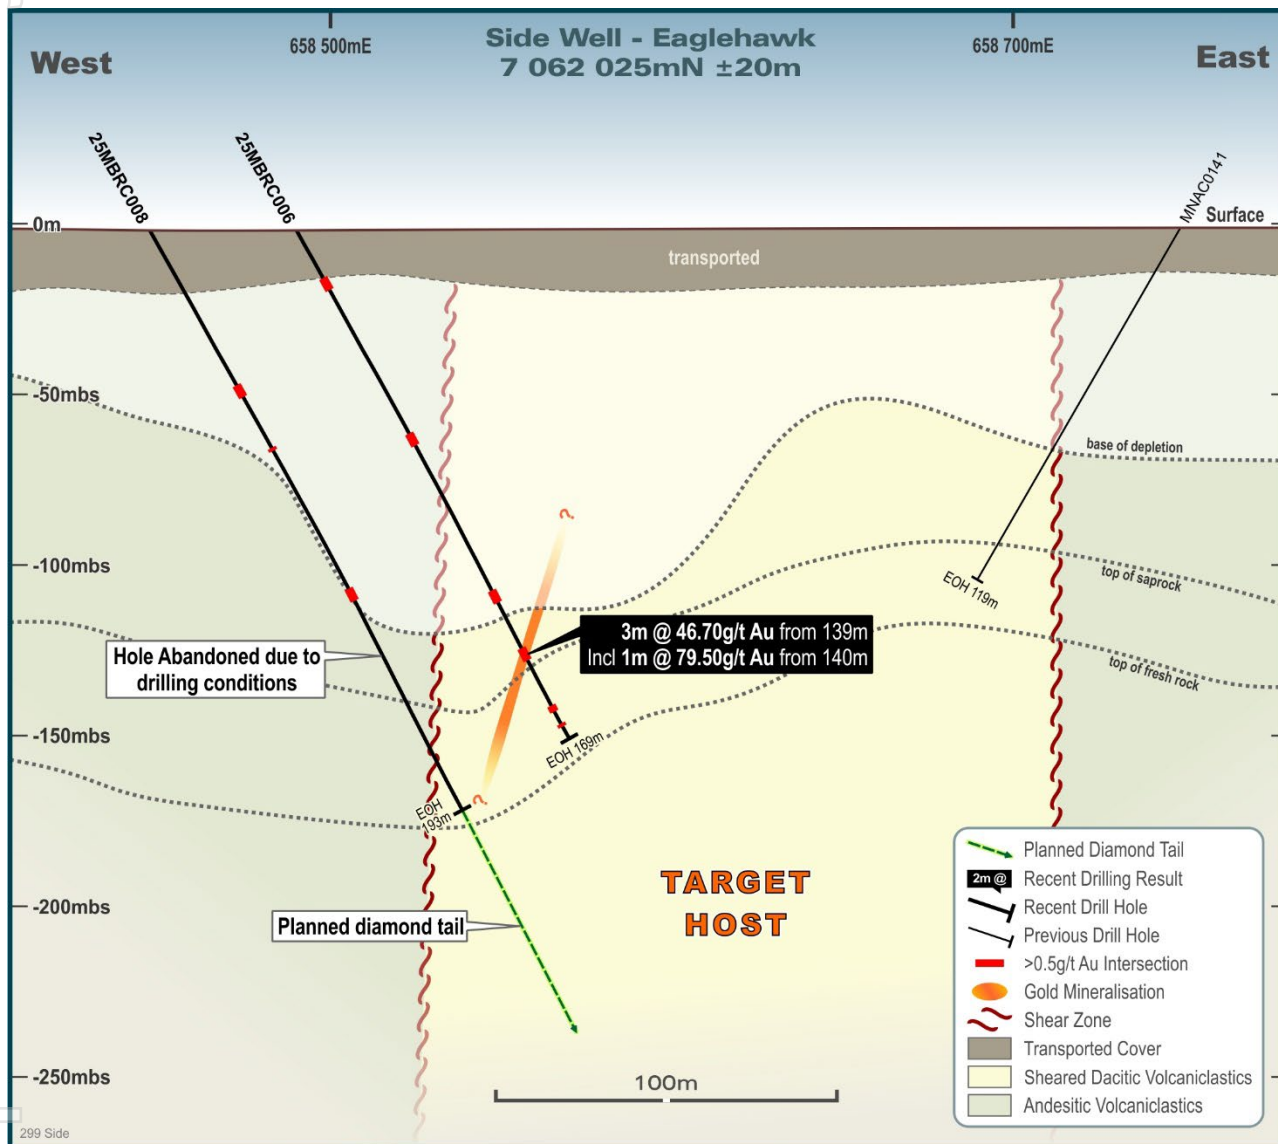 658 500mE
Side Well - Eaglehawk
7 062 025mN ±20m
658 700mE
West
East
25MBRC008
25MBRC006
MNAC0141
0m
Surface
transported
-50mbs
base of depletion
?
-100mbs
top of saprock
EOH 119m
3m @ 46.70g/t Au from 139m
Incl 1m @ 79.50g/t Au from 140m
Hole Abandoned due to
drilling conditions
top of fresh rock
-150mbs
EOH 169m
?
EOH
193m
TARGET
HOST
-200mbs
Planned diamond tail
-250mbs
100m
Planned Diamond Tail
2m @
Recent Drilling Result
Recent Drill Hole
Previous Drill Hole
>0.5g/t Au Intersection
Gold Mineralisation
Shear Zone
Transported Cover
Sheared Dacitic Volcaniclastics
Andesitic Volcaniclastics
299 Side